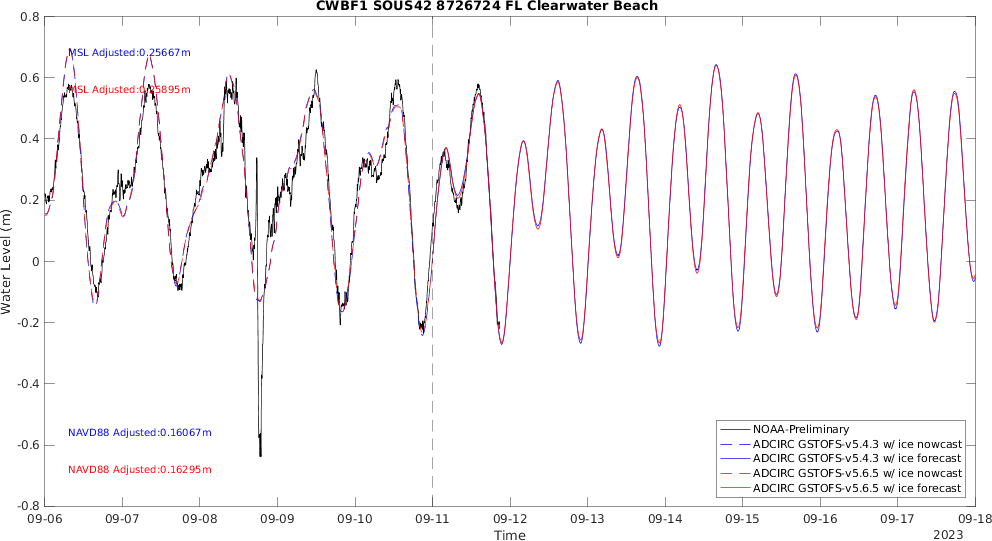 CWBF1 SOUS42 8726724 FL Clearwater Beach
0.8
0.6
0.4
0.2
0
-0.2
-0.4
-0.6
-0.8
Water Level (m)
MSL Adjusted:0.25667m
MSL Adjusted:0.25895m
NAVD88 Adjusted:0.16067m
NAVD88 Adjusted:0.16295m
NOAA-Preliminary
ADCIRC GSTOFS-v5.4.3 w/ ice nowcast
ADCIRC GSTOFS-v5.4.3 w/ ice forecast
ADCIRC GSTOFS-v5.6.5 w/ ice nowcast
ADCIRC GSTOFS-v5.6.5 w/ ice forecast
09-06 09-07 09-08 09-09 09-10 09-11 09-12 09-13 09-14 09-15 09-16 09-17 09-18
Time
2023